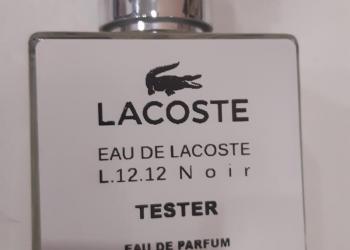 LACOSTE
EAU DE LACOSTE
L.12.12 Noir
TESTER
EAU DE PARFUM